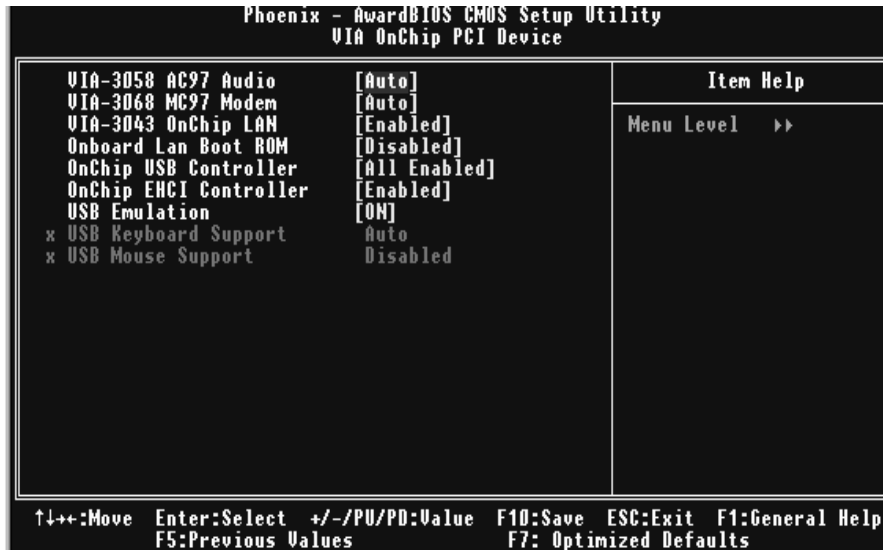 Phoenix - AwardBIOS CMOS Setup Utility
VIA OnChip PCI Device
VIA-3058 AC97 Audio [Auto]
VIA-3068 MC97 Modem [Auto]
VIA-3043 OnChip LAN [Enabled]
Onboard Lan Boot ROM [Disabled]
OnChip USB Controller [All Enabled]
OnChip EHCI Controller [Enabled]
USB Emulation [ON]
x USB Keyboard Support Auto
x USB Mouse Support Disabled
Item Help
Menu Level ▸▸
↑↓→←:Move Enter:Select +/-/PU/PD:Value F10:Save ESC:Exit F1:General Help
F5:Previous Values F7: Optimized Defaults